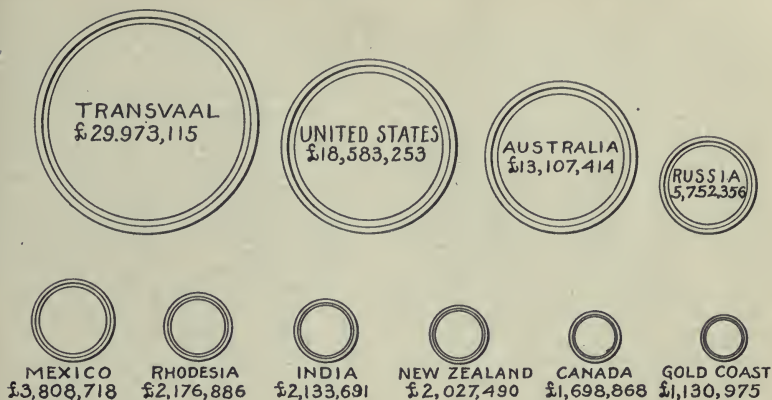 TRANSVAAL
£29.973,115
UNITED STATES
£18,583,253
AUSTRALIA
£13,107,414
RUSSIA
5,752,356
MEXICO
£3,808,718
RHODESIA
£2,176,886
INDIA
£2,133,691
NEW ZEALAND
£2,027,490
CANADA
£1,698,868
GOLD COAST
£1,130,975